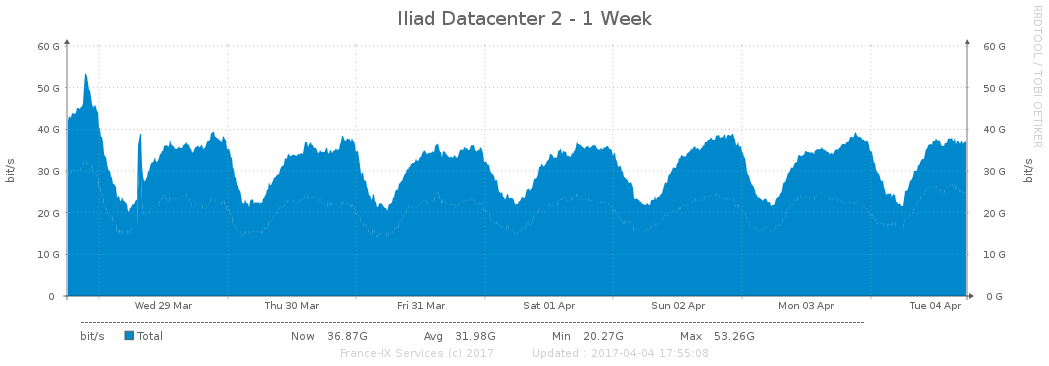 Iliad Datacenter 2 - 1 Week
RRDTOOL / TOBI OETIKER
60 G 60 G
50 G 50 G
40 G 40 G
30 G 30 G
20 G 20 G
10 G 10 G
0 0 G
bit/s
bit/s
Wed 29 Mar Thu 30 Mar Fri 31 Mar Sat 01 Apr Sun 02 Apr Mon 03 Apr Tue 04 Apr
bit/s Total Now 36.87G Avg 31.98G Min 20.27G Max 53.26G
France-IX Services (c) 2017 Updated : 2017-04-04 17:55:08